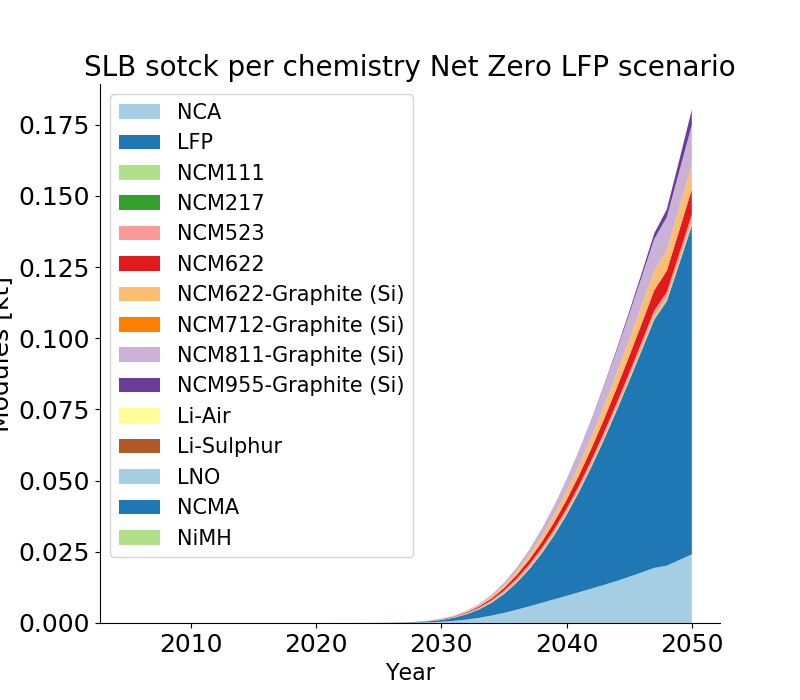 SLB sotck per chemistry Net Zero LFP scenario
0.175
0.150
0.125
0.100
0.075
0.050
0.025
0.000
Modules [kt]
NCA
LFP
NCM111
NCM217
NCM523
NCM622
NCM622-Graphite (Si)
NCM712-Graphite (Si)
NCM811-Graphite (Si)
NCM955-Graphite (Si)
Li-Air
Li-Sulphur
LNO
NCMA
NiMH
2010
2020
2030
2040
2050
Year